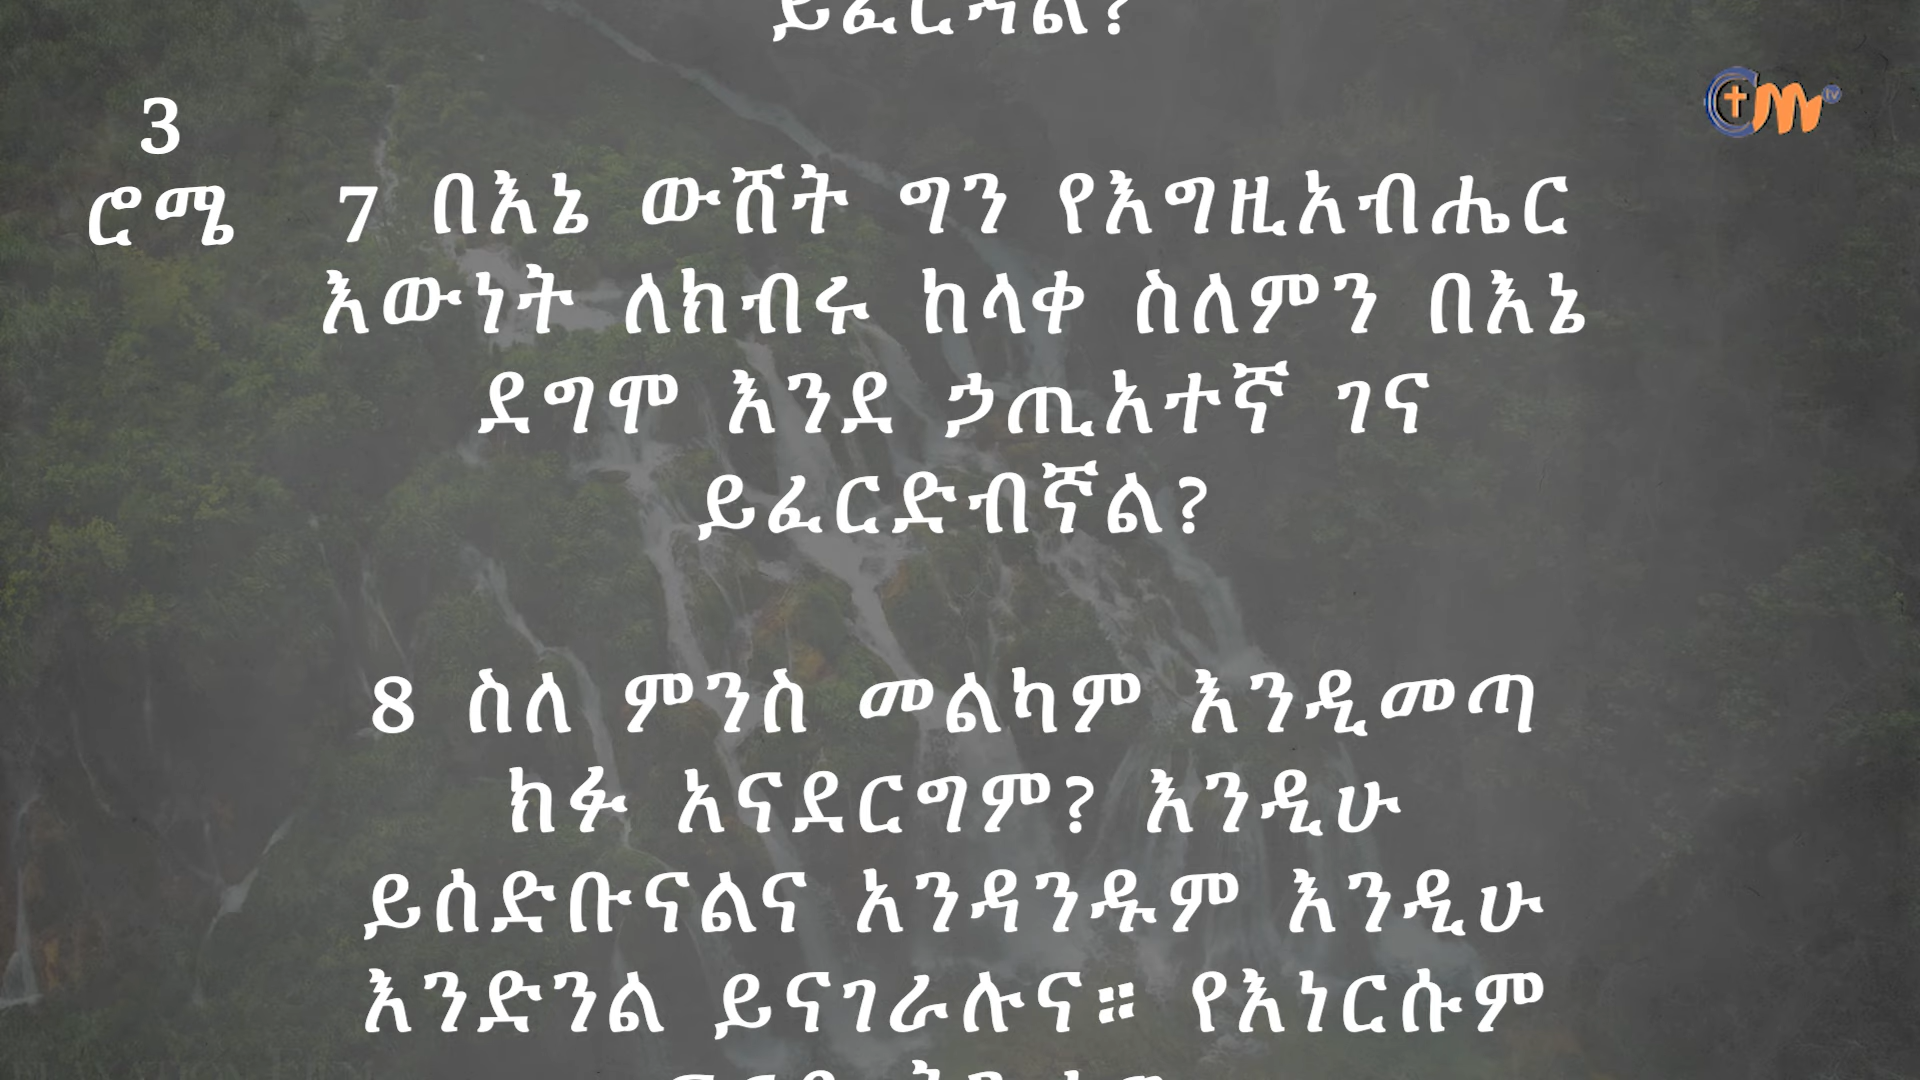 ይፈርዳል?
3
ሮሜ
7 በእኔ ውሸት ግን የእግዚአብሔር
እውነት ለክብሩ ከላቀ ስለምን በእኔ
ደግሞ እንደ ኃጢአተኛ ገና
ይፈርድብኛል?
8 ስለ ምንስ መልካም እንዲመጣ
ክፉ አናደርግም? እንዲሁ
ይሰድቡናልና አንዳንዱም እንዲሁ
እንድንል ይናገራሉና። የእነርሱም